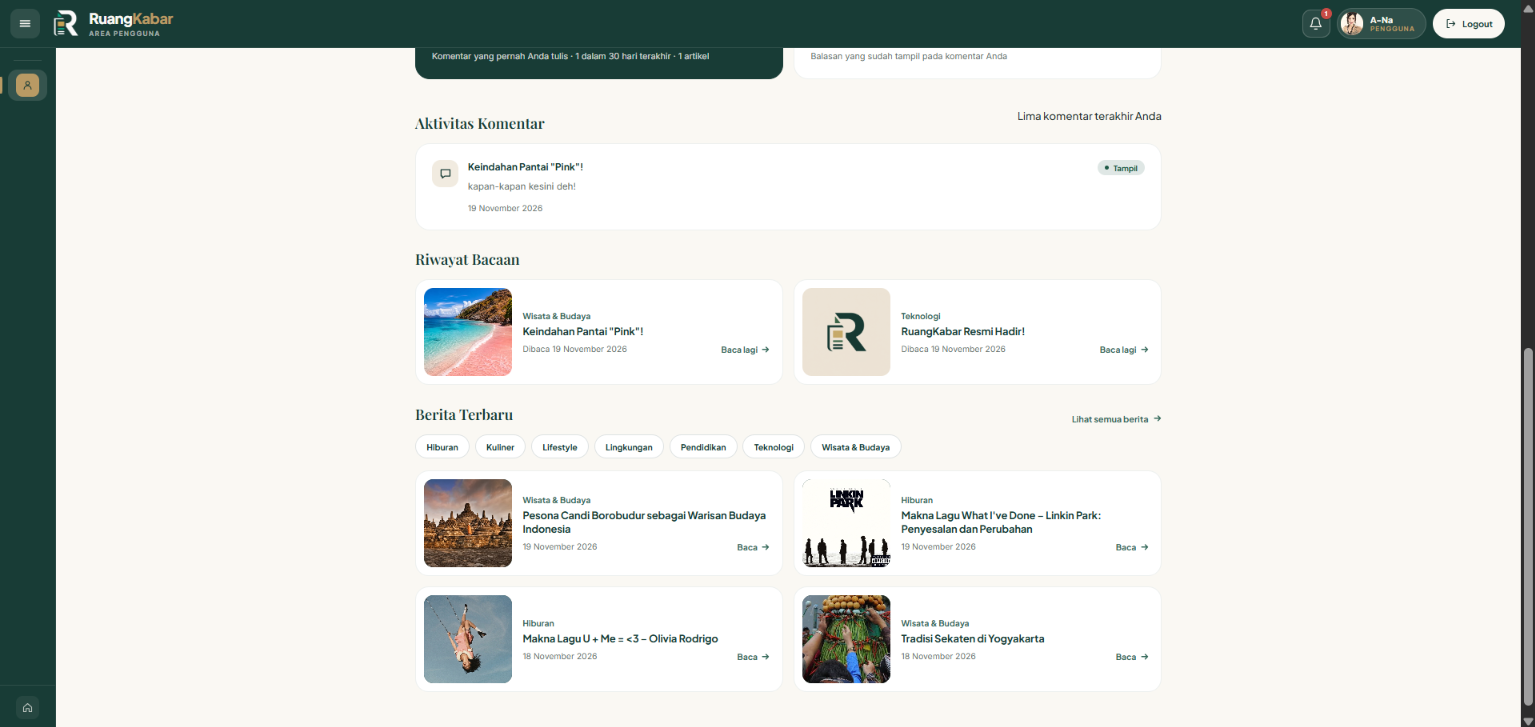 RuangKabar
AREA PENGGUNA
1
A-Na
PENGGUNA
Logout
Komentar yang pernah Anda tulis · 1 dalam 30 hari terakhir · 1 artikel
Balasan yang sudah tampil pada komentar Anda
Aktivitas Komentar
Lima komentar terakhir Anda
Keindahan Pantai "Pink"!
Tampil
kapan-kapan kesini deh!
19 November 2026
Riwayat Bacaan
Wisata & Budaya
Keindahan Pantai "Pink"!
Dibaca 19 November 2026
Baca lagi →
Teknologi
RuangKabar Resmi Hadir!
Dibaca 19 November 2026
Baca lagi →
Berita Terbaru
Lihat semua berita →
Hiburan
Kuliner
Lifestyle
Lingkungan
Pendidikan
Teknologi
Wisata & Budaya
Wisata & Budaya
Pesona Candi Borobudur sebagai Warisan Budaya
Indonesia
19 November 2026
Baca →
LINKIN
PARK
Hiburan
Makna Lagu What I've Done – Linkin Park:
Penyesalan dan Perubahan
19 November 2026
Baca →
Hiburan
Makna Lagu U + Me = <3 – Olivia Rodrigo
18 November 2026
Baca →
Wisata & Budaya
Tradisi Sekaten di Yogyakarta
18 November 2026
Baca →